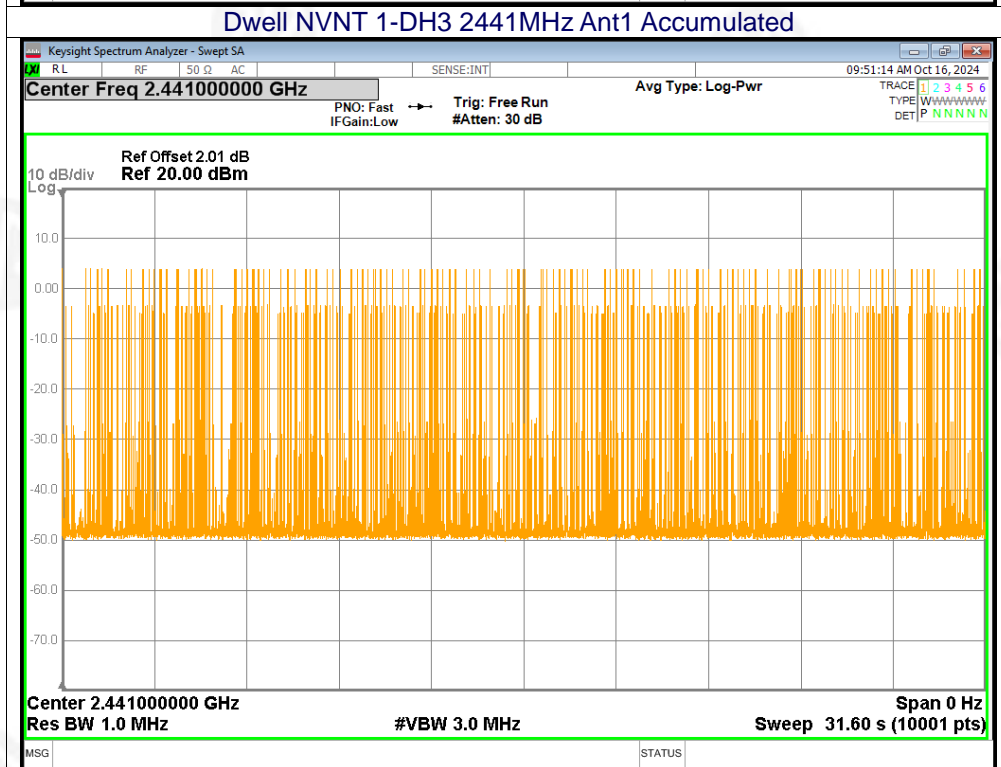 Dwell NVNT 1-DH3 2441MHz Ant1 Accumulated
Keysight Spectrum Analyzer - Swept SA
LXI RL RF 50 Ω AC SENSE:INT 09:51:14 AM Oct 16, 2024
Center Freq 2.441000000 GHz Avg Type: Log-Pwr TRACE 1 2 3 4 5 6
PNO: Fast Trig: Free Run TYPE WWWWWWW
IFGain:Low #Atten: 30 dB DET P N N N N N
Ref Offset 2.01 dB
10 dB/div Ref 20.00 dBm
Log
10.0
0.00
-10.0
-20.0
-30.0
-40.0
-50.0
-60.0
-70.0
Center 2.441000000 GHz Span 0 Hz
Res BW 1.0 MHz #VBW 3.0 MHz Sweep 31.60 s (10001 pts)
MSG STATUS